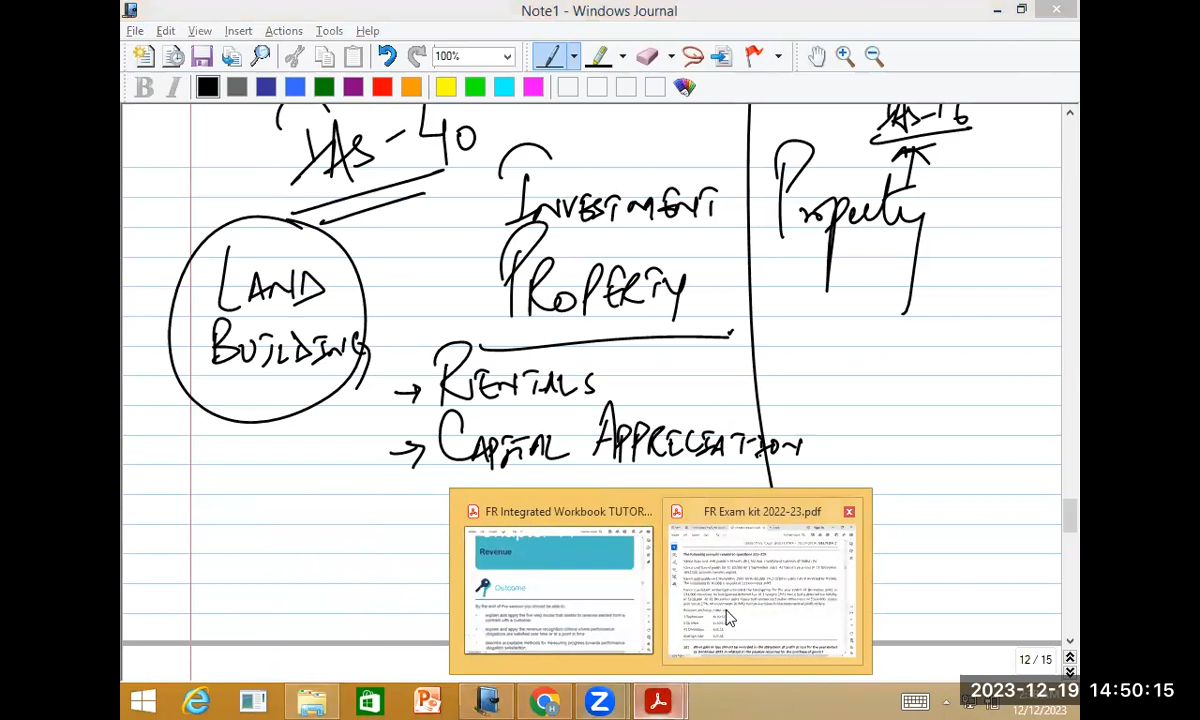 Note1 - Windows Journal
File Edit View Insert Actions Tools Help
100%
B I
IAS-40
IAS-16
INVESTMENT
PROPERTY
Property
LAND
BUILDING
→ RENTALS
→ CAPITAL APPRECIATION
FR Integrated Workbook TUTOR...
FR Exam kit 2022-23.pdf
Revenue
Outcome
12 / 15
2023-12-19 14:50:15
12/12/2023